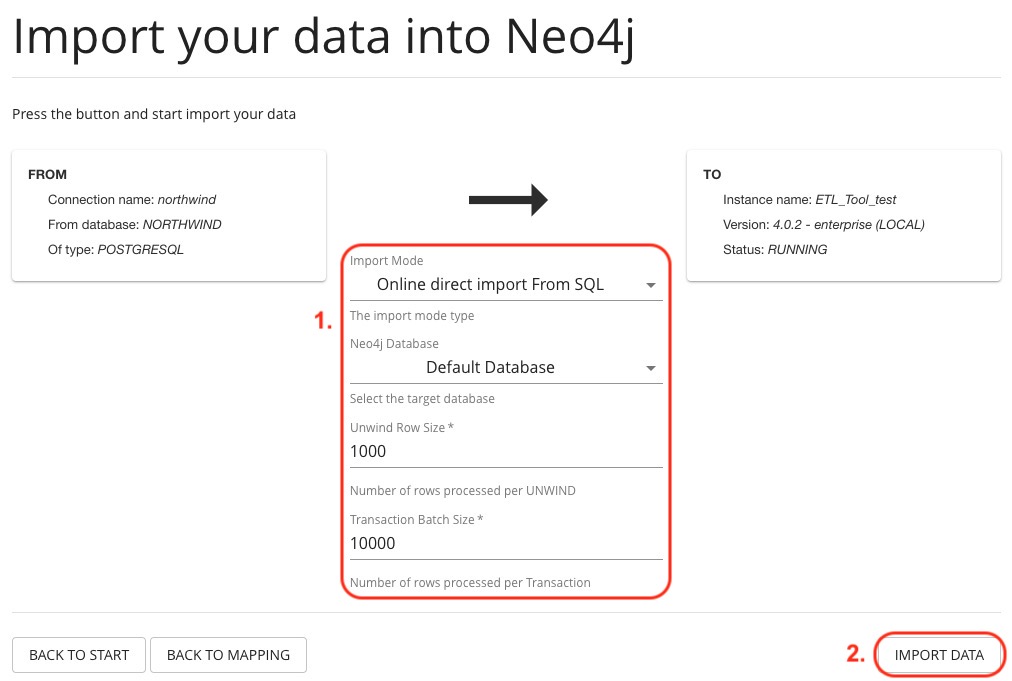 Import your data into Neo4j
Press the button and start import your data
FROM
Connection name: northwind
From database: NORTHWIND
Of type: POSTGRESQL
TO
Instance name: ETL_Tool_test
Version: 4.0.2 - enterprise (LOCAL)
Status: RUNNING
1.
Import Mode
Online direct import From SQL
The import mode type
Neo4j Database
Default Database
Select the target database
Unwind Row Size *
1000
Number of rows processed per UNWIND
Transaction Batch Size *
10000
Number of rows processed per Transaction
BACK TO START
BACK TO MAPPING
2.
IMPORT DATA